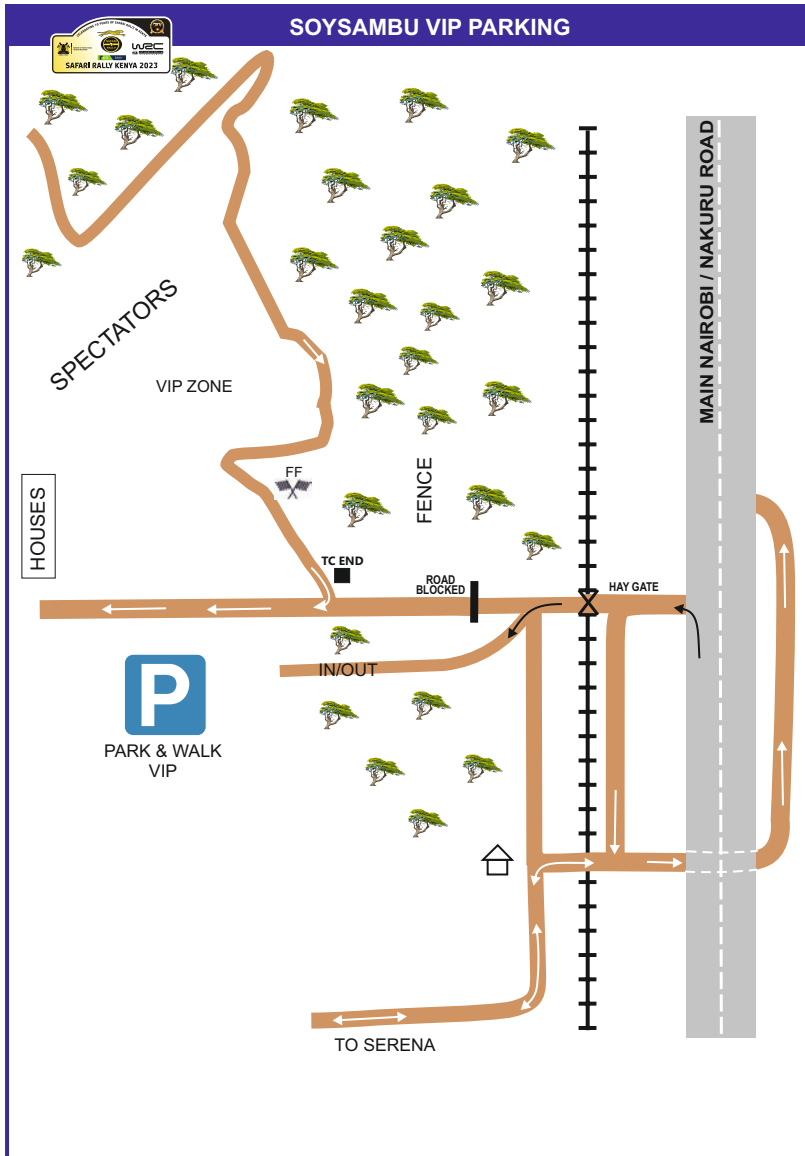 SOYSAMBU VIP PARKING
WRC
SAFARI RALLY KENYA 2023
MAIN NAIROBI / NAKURU ROAD
SPECTATORS
VIP ZONE
FF
FENCE
HOUSES
TC END
ROAD
BLOCKED
HAY GATE
IN/OUT
P
PARK & WALK
VIP
TO SERENA